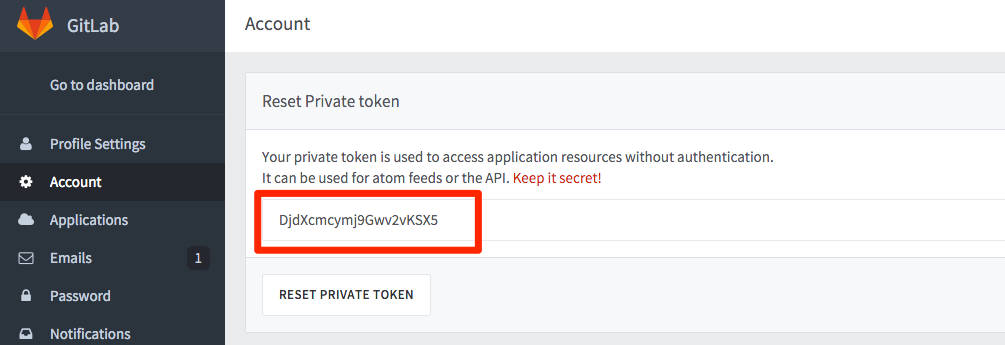 GitLab
Go to dashboard
Profile Settings
Account
Applications
Emails 1
Password
Notifications
Account
Reset Private token
Your private token is used to access application resources without authentication.
It can be used for atom feeds or the API. Keep it secret!
DjdXcmcymj9Gwv2vKSX5
RESET PRIVATE TOKEN